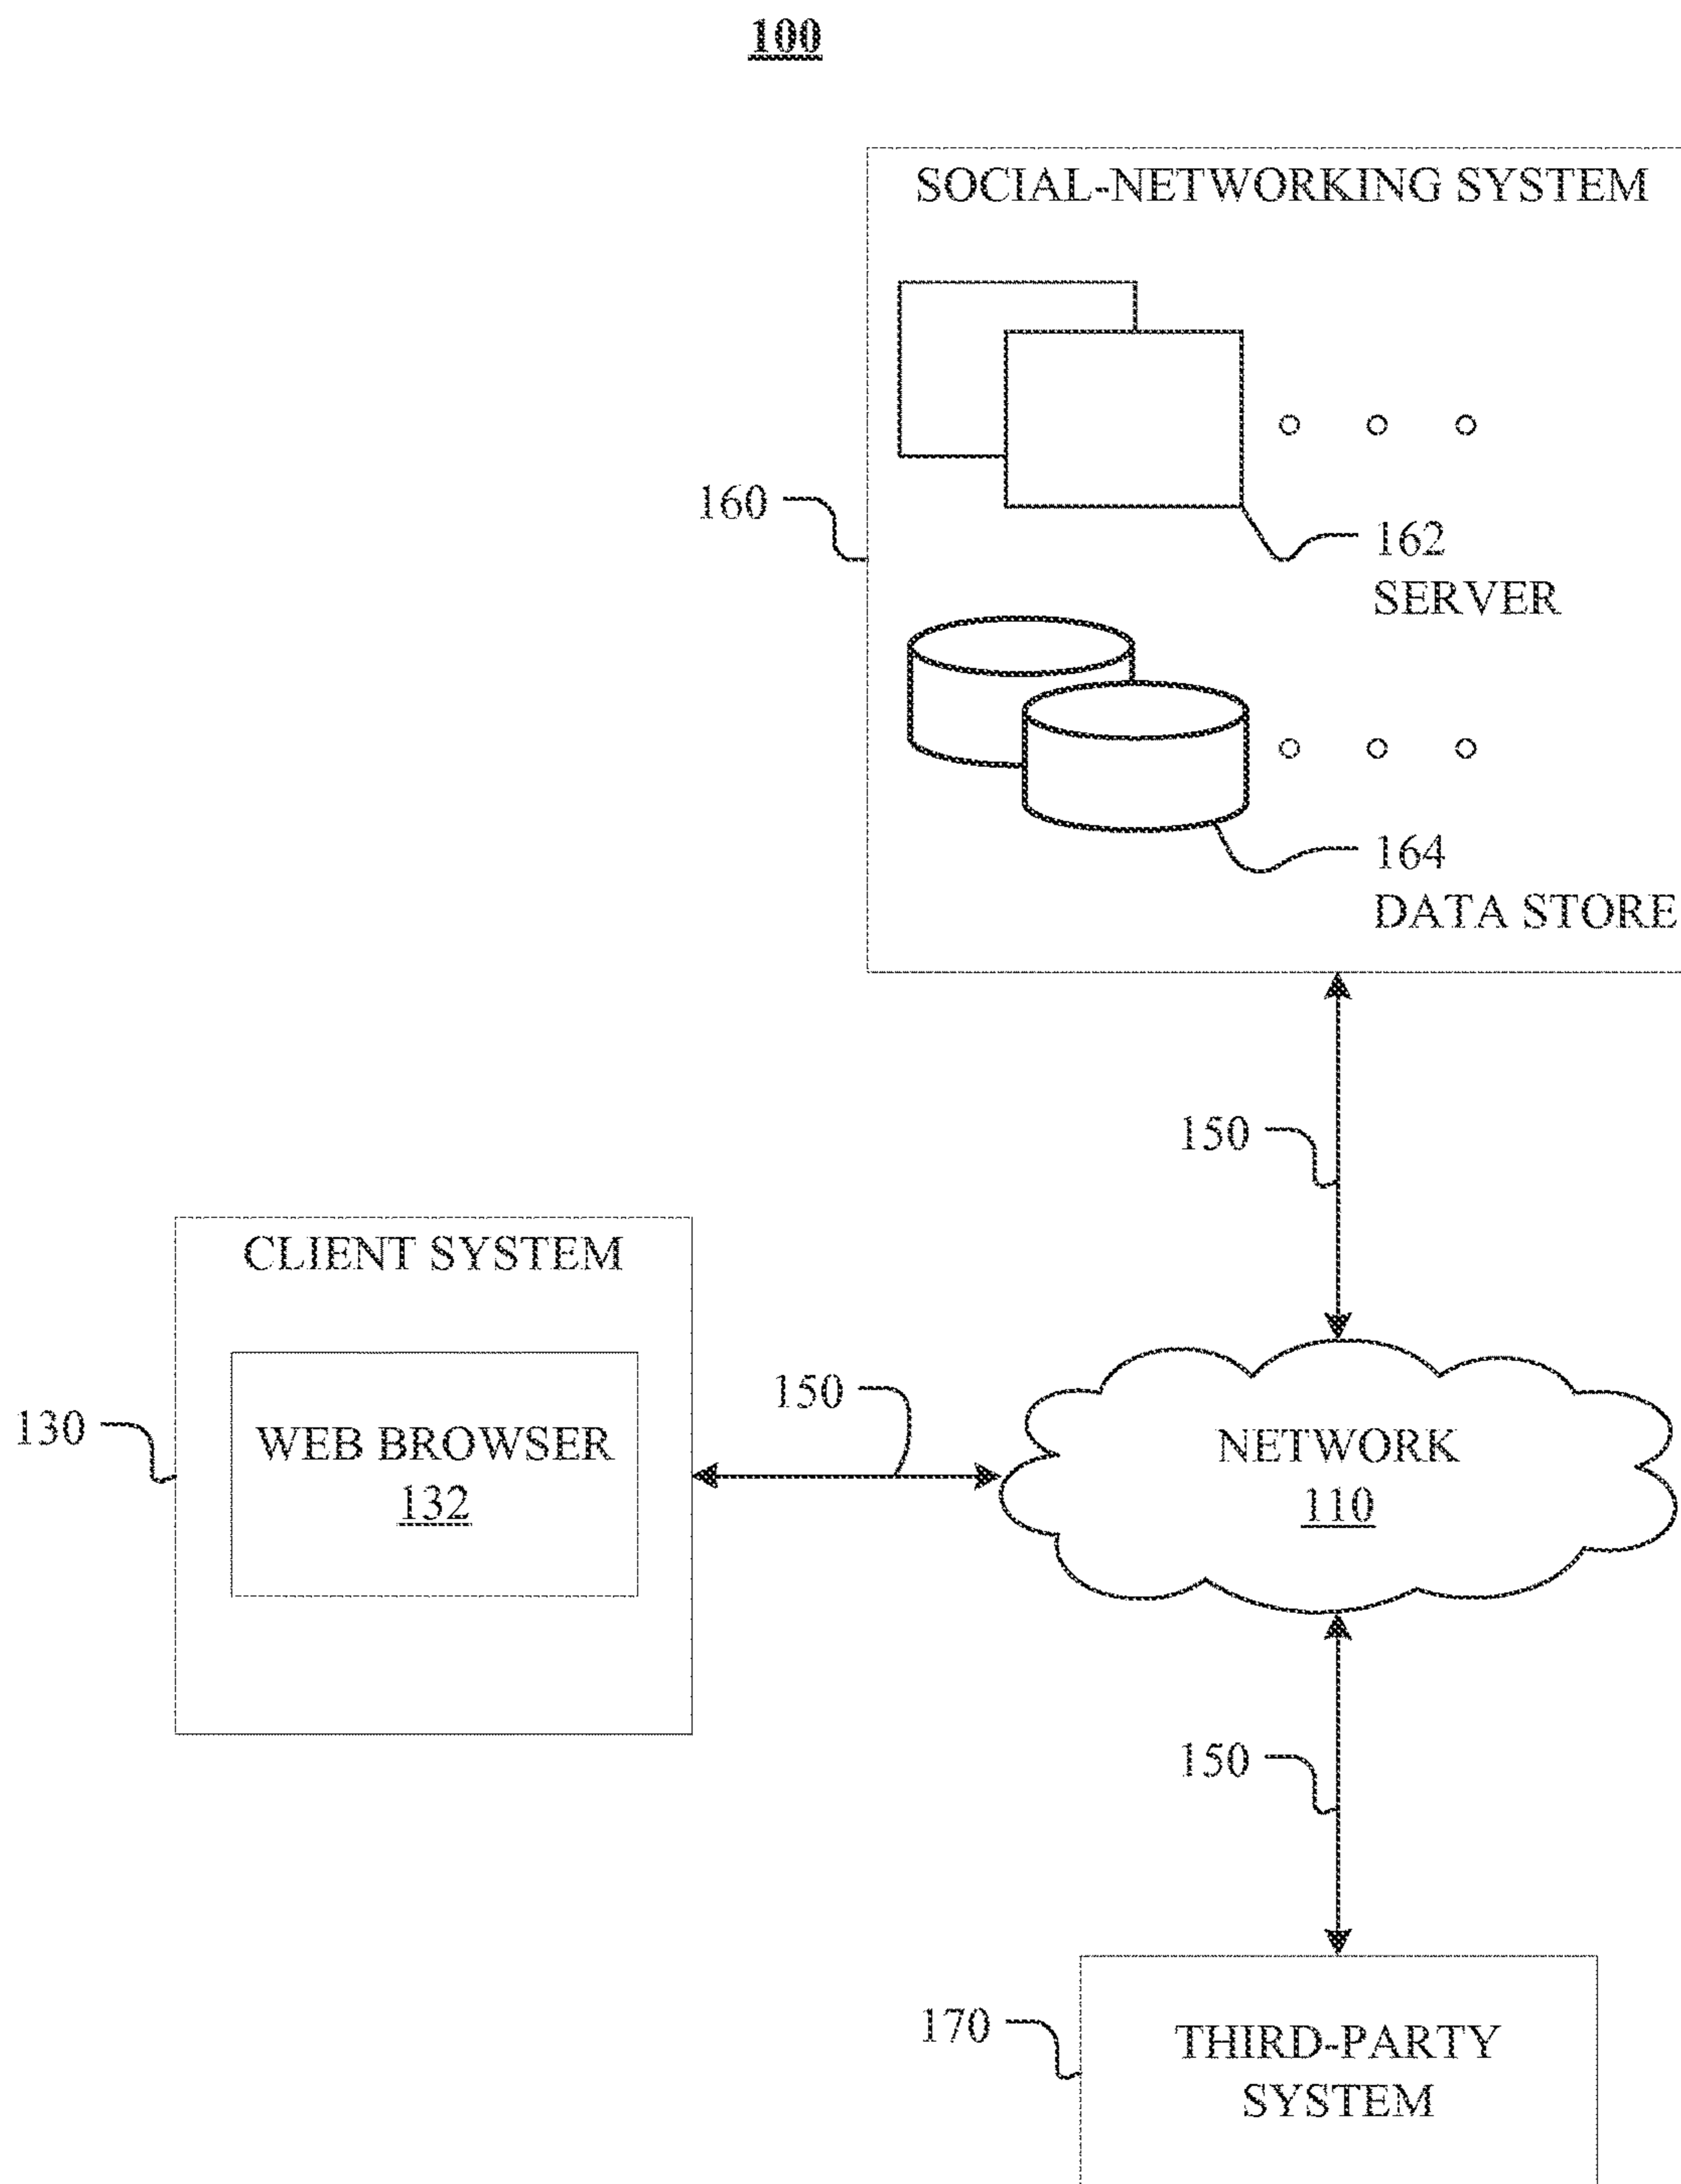 100
SOCIAL-NETWORKING SYSTEM
160
162
SERVER
164
DATA STORE
150
CLIENT SYSTEM
130
WEB BROWSER
132
150
NETWORK
110
150
170
THIRD-PARTY
SYSTEM